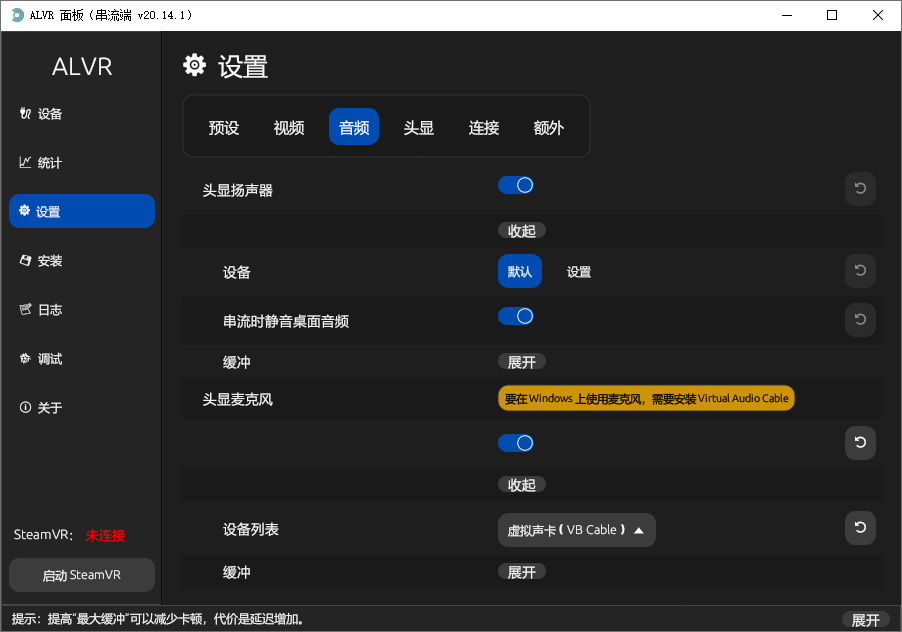 ALVR 面板（串流端 v20.14.1）
ALVR
设备
统计
设置
安装
日志
调试
关于
SteamVR： 未连接
启动 SteamVR
设置
预设 视频 音频 头显 连接 额外
头显扬声器
收起
设备 默认 设置
串流时静音桌面音频
缓冲 展开
头显麦克风 要在 Windows 上使用麦克风，需要安装 Virtual Audio Cable
收起
设备列表 虚拟声卡（VB Cable）
缓冲 展开
提示：提高"最大缓冲"可以减少卡顿，代价是延迟增加。 展开